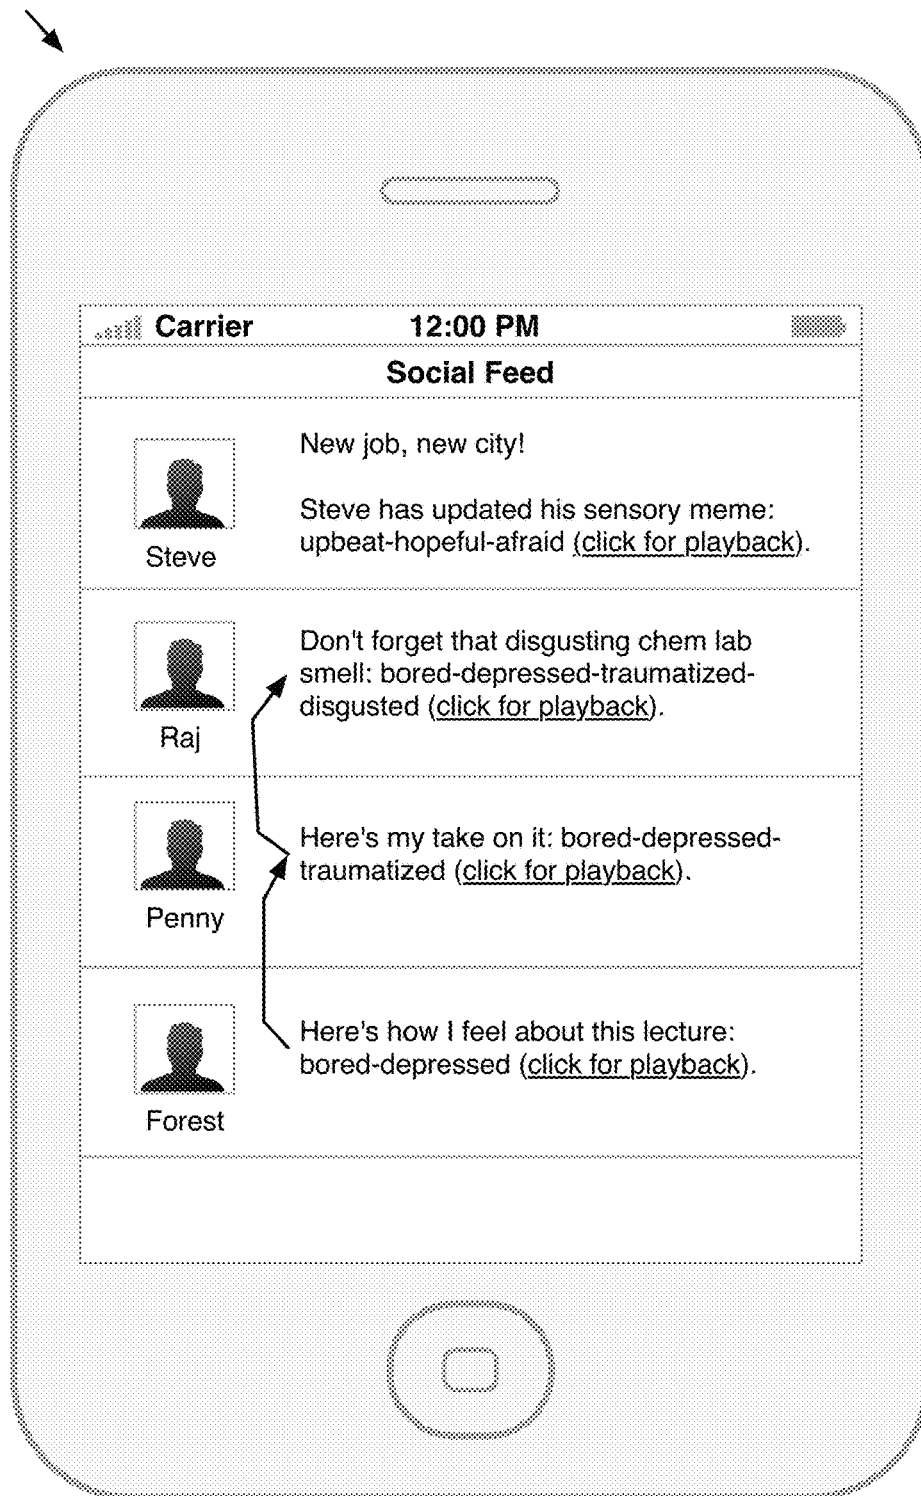 Carrier 12:00 PM
Social Feed
New job, new city!
Steve has updated his sensory meme:
upbeat-hopeful-afraid (click for playback).
Steve
Don't forget that disgusting chem lab
smell: bored-depressed-traumatized-
disgusted (click for playback).
Raj
Here's my take on it: bored-depressed-
traumatized (click for playback).
Penny
Here's how I feel about this lecture:
bored-depressed (click for playback).
Forest